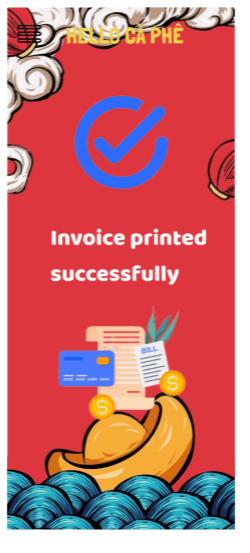 HELLO CÀ PHÊ
Invoice printed
successfully
BILL
$
$